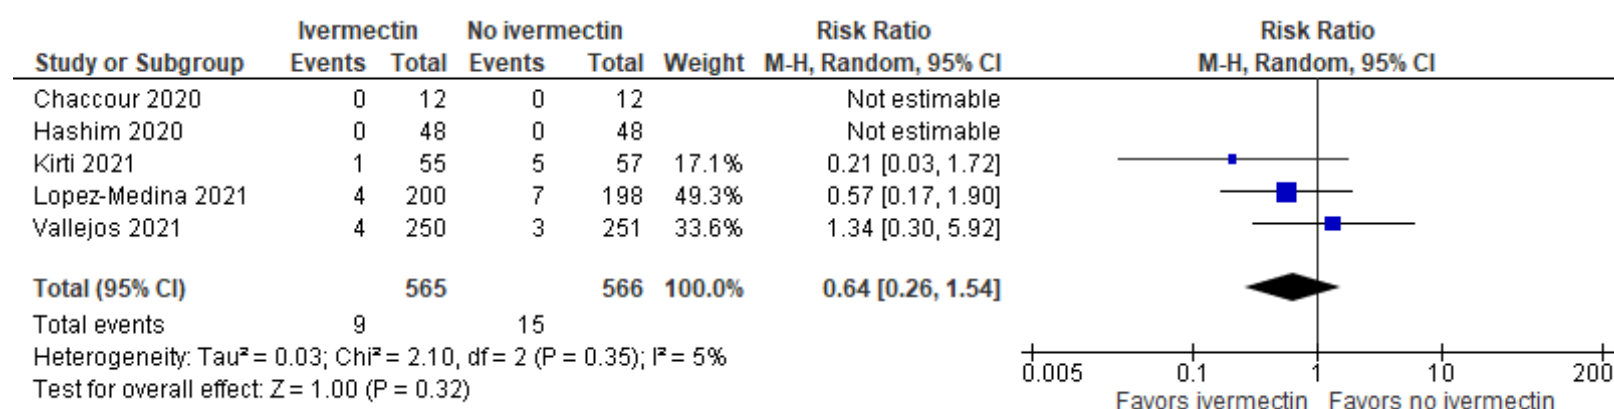 Ivermectin No ivermectin Risk Ratio Risk Ratio
Study or Subgroup Events Total Events Total Weight M-H, Random, 95% CI M-H, Random, 95% CI
Chaccour 2020 0 12 0 12 Not estimable
Hashim 2020 0 48 0 48 Not estimable
Kirti 2021 1 55 5 57 17.1% 0.21 [0.03, 1.72]
Lopez-Medina 2021 4 200 7 198 49.3% 0.57 [0.17, 1.90]
Vallejos 2021 4 250 3 251 33.6% 1.34 [0.30, 5.92]
Total (95% CI) 565 566 100.0% 0.64 [0.26, 1.54]
Total events 9 15
Heterogeneity: Tau² = 0.03; Chi² = 2.10, df = 2 (P = 0.35); I² = 5%
Test for overall effect: Z = 1.00 (P = 0.32)
0.005 0.1 1 10 200
Favors ivermectin Favors no ivermectin